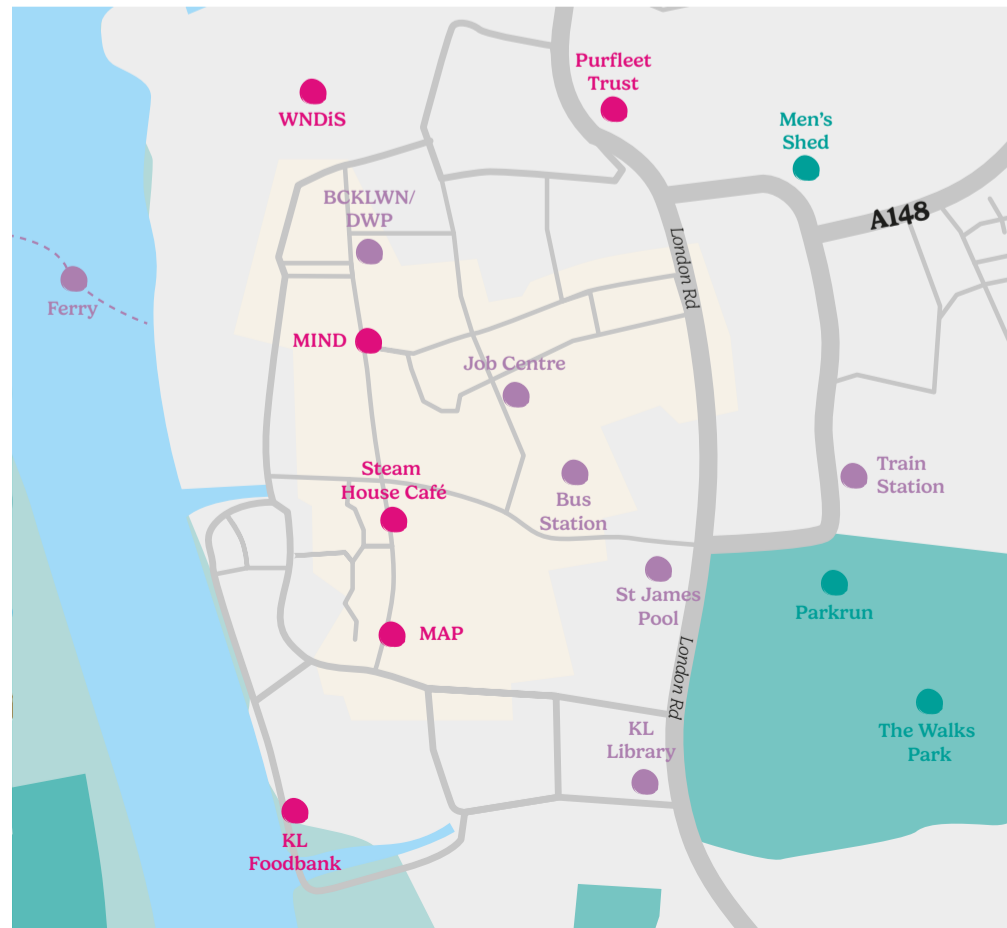 Purfleet
Trust
WNDiS
Men's
Shed
BCKLWN/
DWP
A148
London Rd
Ferry
MIND
Job Centre
Steam
House Café
Train
Station
Bus
Station
St James
Pool
Parkrun
MAP
London Rd
The Walks
Park
KL
Library
KL
Foodbank